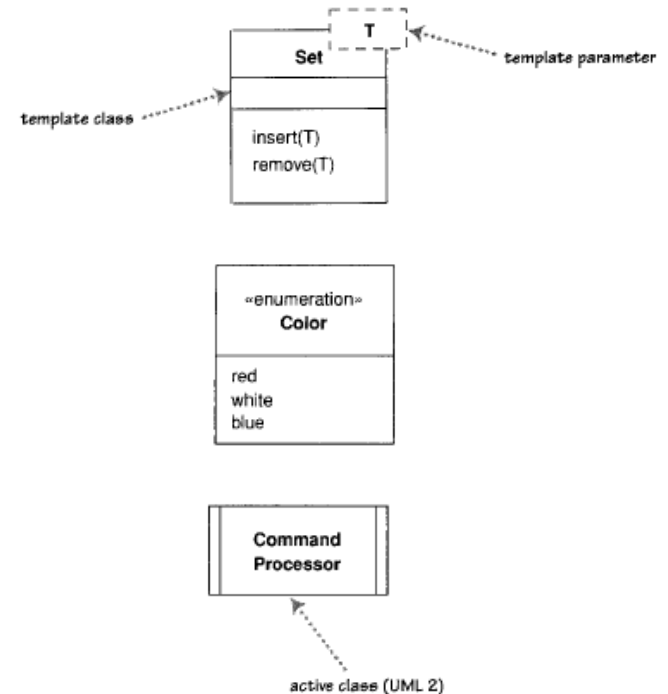 T
template parameter
Set
template class
insert(T)
remove(T)
«enumeration»
Color
red
white
blue
Command
Processor
active class (UML 2)